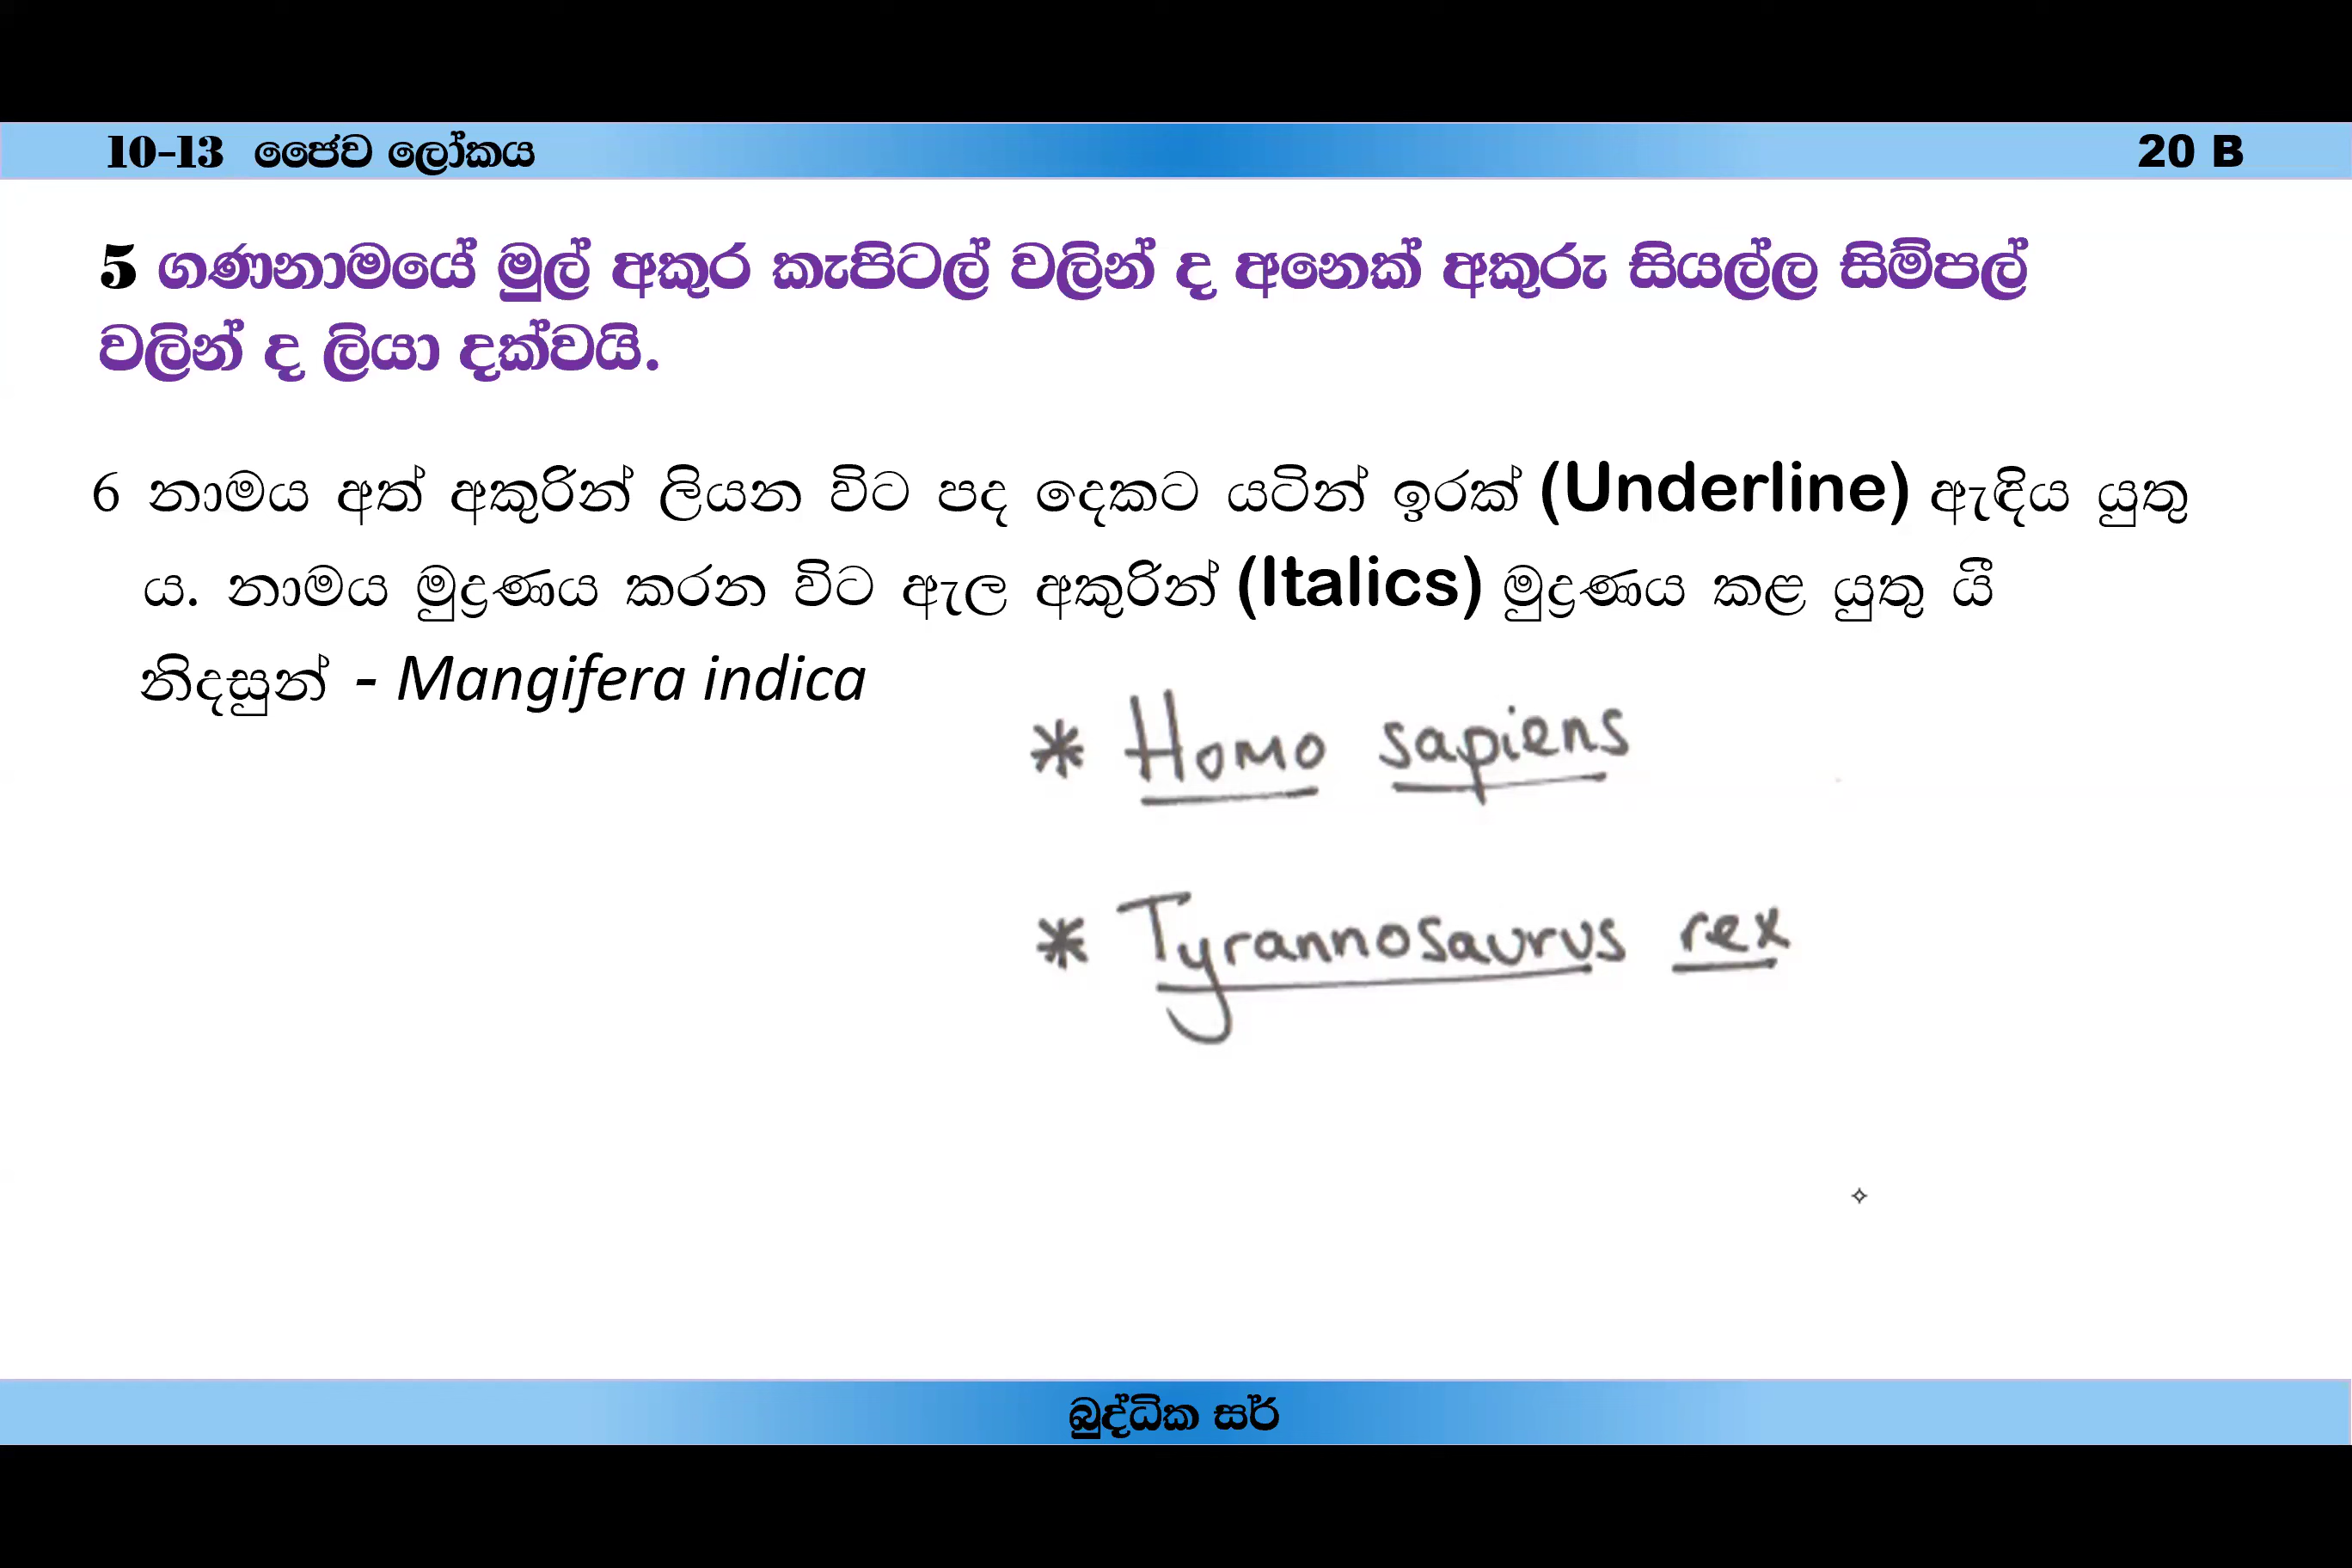 10-13 ජෛව ලෝකය 20 B
5 ගණනාමයේ මුල් අකුර කැපිටල් වලින් ද අනෙක් අකුරු සියල්ල සිම්පල්
වලින් ද ලියා දක්වයි.
6 නාමය අත් අකුරින් ලියන විට පද දෙකට යටින් ඉරක් (Underline) ඇඳිය යුතු
ය. නාමය මුද්‍රණය කරන විට ඇල අකුරින් (Italics) මුද්‍රණය කළ යුතු යී
නිදසුන් - Mangifera indica
* Homo sapiens
* Tyrannosaurus rex
බුද්ධික සර්